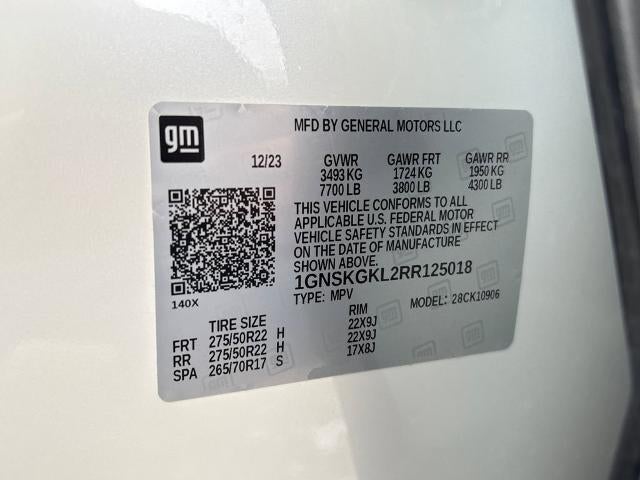 gm
MFD BY GENERAL MOTORS LLC
12/23 GVWR GAWR FRT GAWR RR
3493 KG 1724 KG 1950 KG
7700 LB 3800 LB 4300 LB
THIS VEHICLE CONFORMS TO ALL
APPLICABLE U.S. FEDERAL MOTOR
VEHICLE SAFETY STANDARDS IN EFFECT
ON THE DATE OF MANUFACTURE
1GNSKGKL2RR125018
140X
TYPE: MPV MODEL: 28CK10906
TIRE SIZE RIM
FRT 275/50R22 H 22X9J
RR 275/50R22 H 22X9J
SPA 265/70R17 S 17X8J